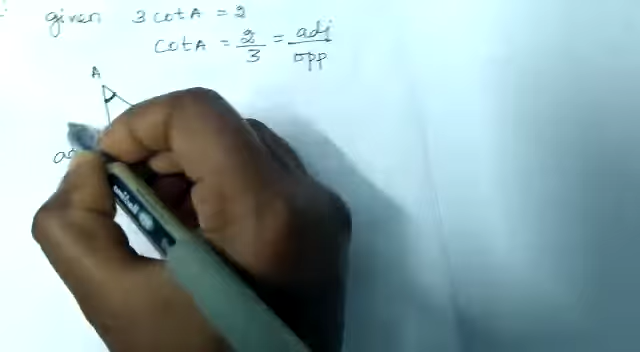 given 3 cot A = 2
cot A = 2/3 = adj/opp
A